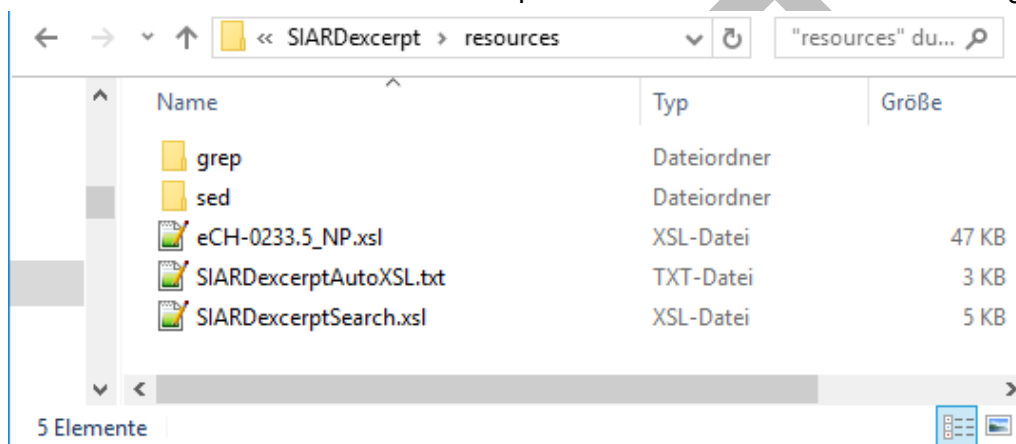 « SIARDexcerpt > resources "resources" du...
Name Typ Größe
grep Dateiordner
sed Dateiordner
eCH-0233.5_NP.xsl XSL-Datei 47 KB
SIARDexcerptAutoXSL.txt TXT-Datei 3 KB
SIARDexcerptSearch.xsl XSL-Datei 5 KB
5 Elemente